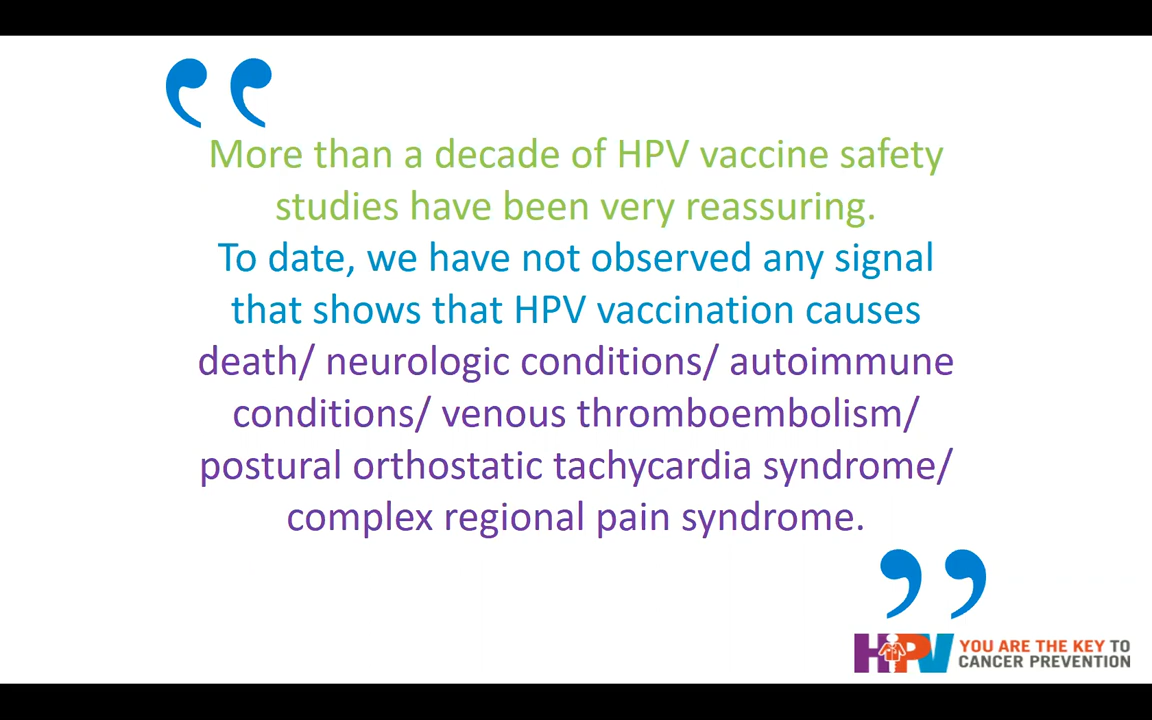 “
More than a decade of HPV vaccine safety
studies have been very reassuring.
To date, we have not observed any signal
that shows that HPV vaccination causes
death/ neurologic conditions/ autoimmune
conditions/ venous thromboembolism/
postural orthostatic tachycardia syndrome/
complex regional pain syndrome.
”
HPV YOU ARE THE KEY TO
CANCER PREVENTION